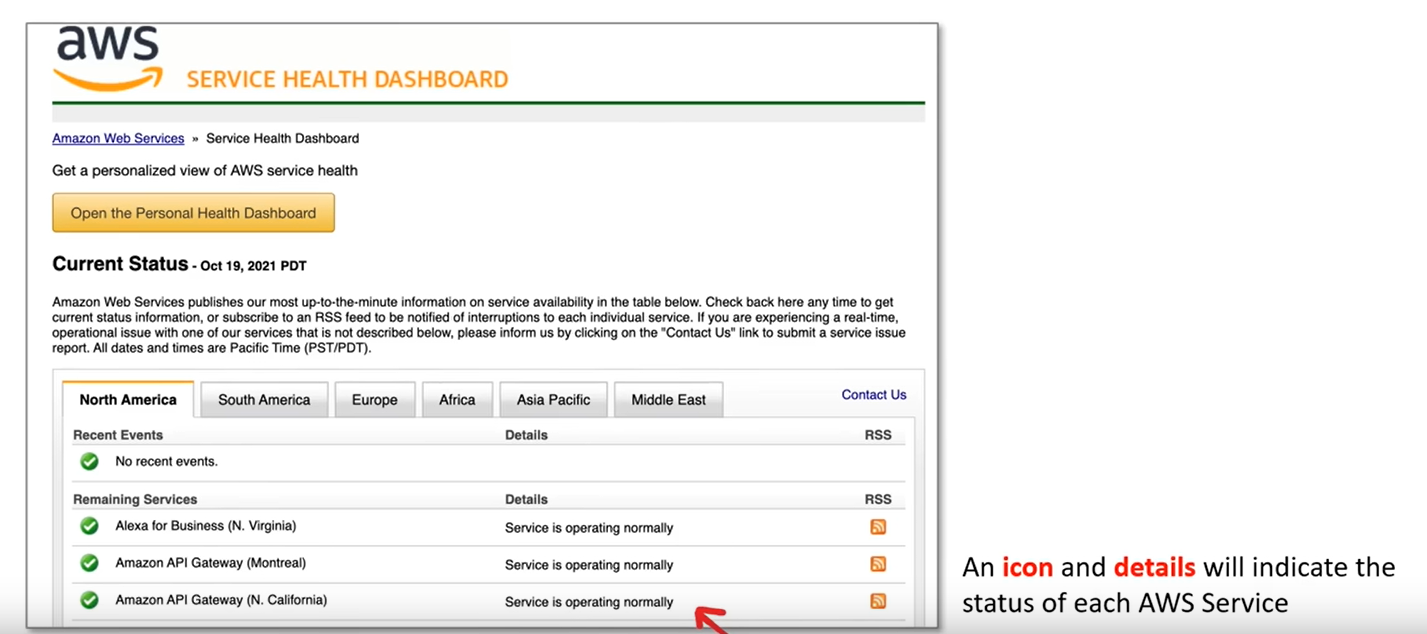 aws
SERVICE HEALTH DASHBOARD
Amazon Web Services » Service Health Dashboard
Get a personalized view of AWS service health
Open the Personal Health Dashboard
Current Status - Oct 19, 2021 PDT
Amazon Web Services publishes our most up-to-the-minute information on service availability in the table below. Check back here any time to get
current status information, or subscribe to an RSS feed to be notified of interruptions to each individual service. If you are experiencing a real-time,
operational issue with one of our services that is not described below, please inform us by clicking on the "Contact Us" link to submit a service issue
report. All dates and times are Pacific Time (PST/PDT).
North America South America Europe Africa Asia Pacific Middle East Contact Us
Recent Events Details RSS
No recent events.
Remaining Services Details RSS
Alexa for Business (N. Virginia) Service is operating normally
Amazon API Gateway (Montreal) Service is operating normally
Amazon API Gateway (N. California) Service is operating normally
An icon and details will indicate the
status of each AWS Service